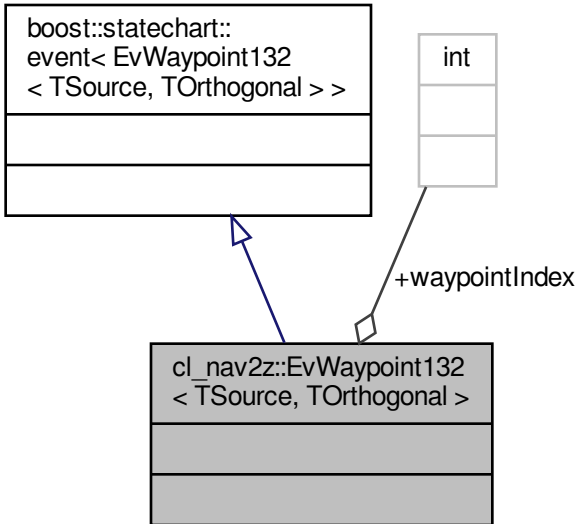 boost::statechart::
event< EvWaypoint132
< TSource, TOrthogonal > >
int
+waypointIndex
cl_nav2z::EvWaypoint132
< TSource, TOrthogonal >